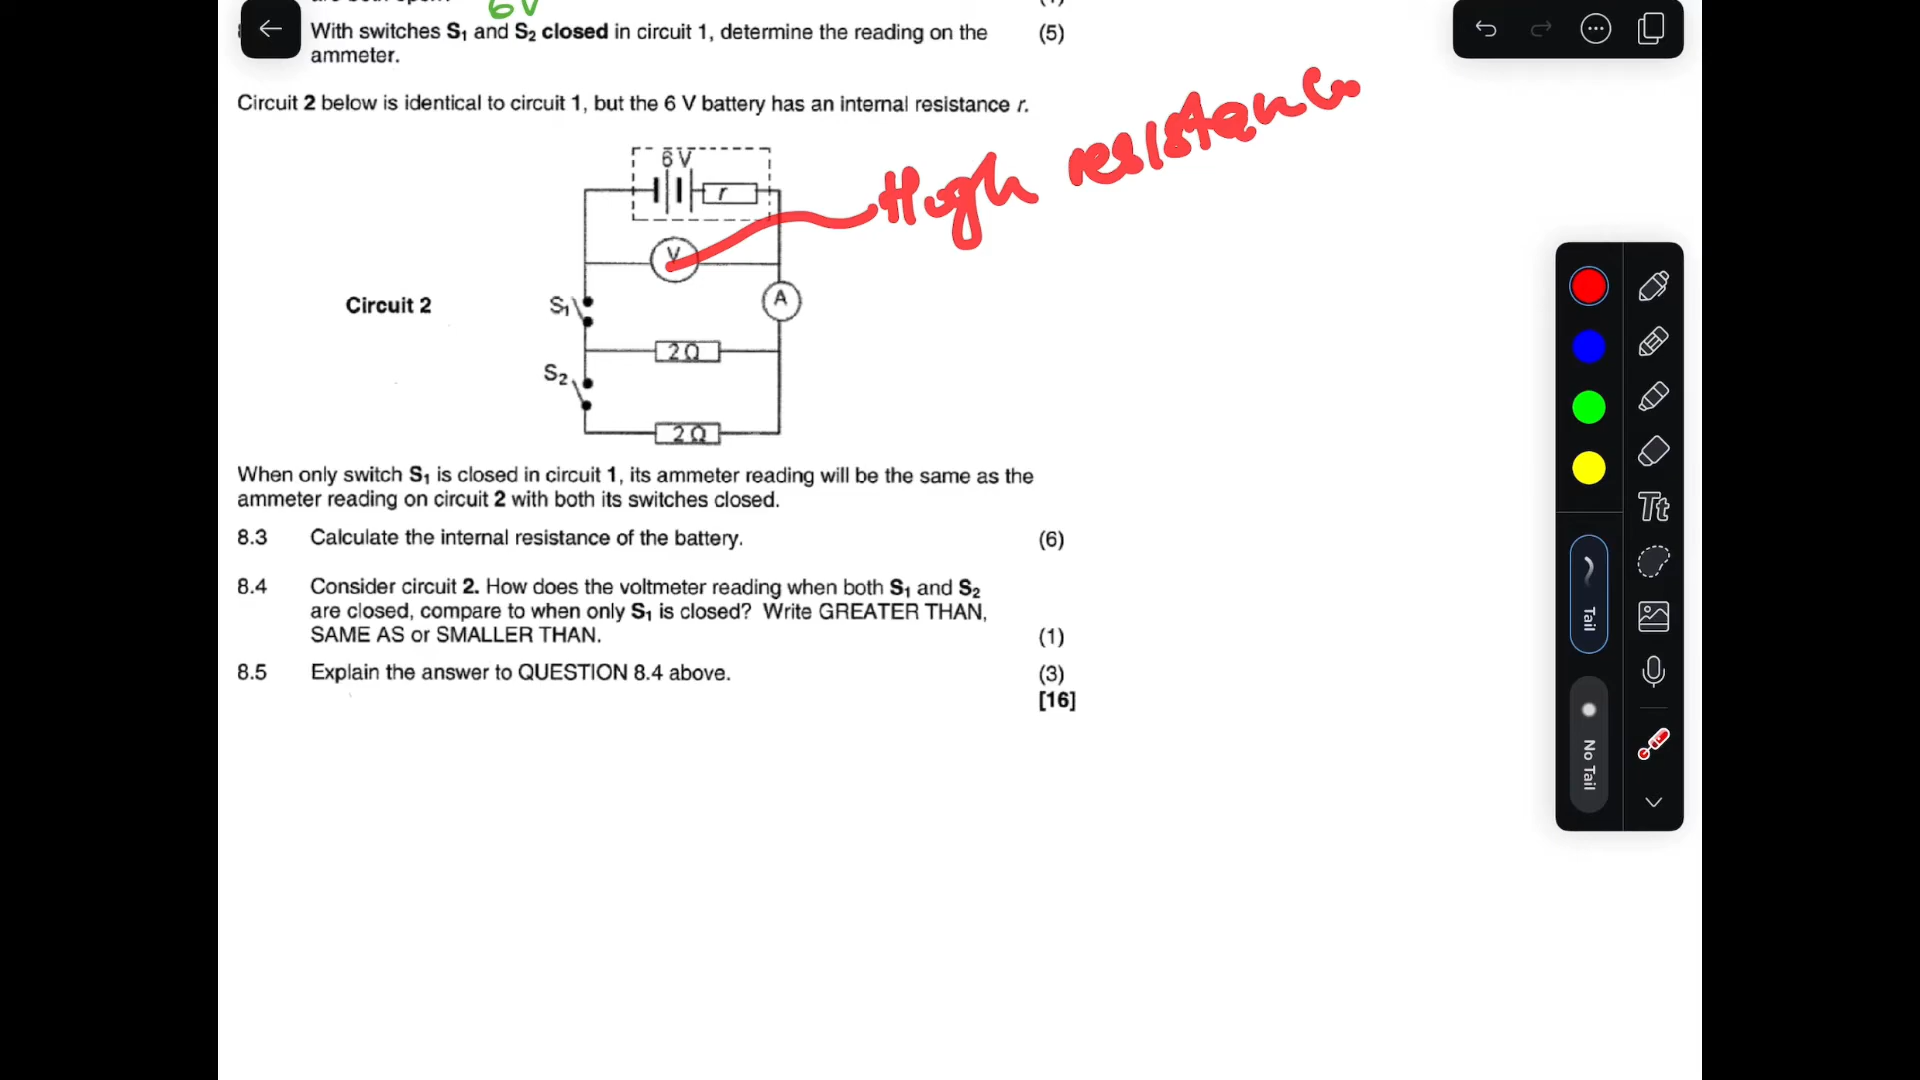 6V
With switches S1 and S2 closed in circuit 1, determine the reading on the (5)
ammeter.
Circuit 2 below is identical to circuit 1, but the 6 V battery has an internal resistance r.
High resistance
6 V
r
V
A
Circuit 2
S1
2 Ω
S2
2 Ω
When only switch S1 is closed in circuit 1, its ammeter reading will be the same as the
ammeter reading on circuit 2 with both its switches closed.
8.3 Calculate the internal resistance of the battery. (6)
8.4 Consider circuit 2. How does the voltmeter reading when both S1 and S2
are closed, compare to when only S1 is closed? Write GREATER THAN,
SAME AS or SMALLER THAN. (1)
8.5 Explain the answer to QUESTION 8.4 above. (3)
[16]
Tt
Tail
No Tail